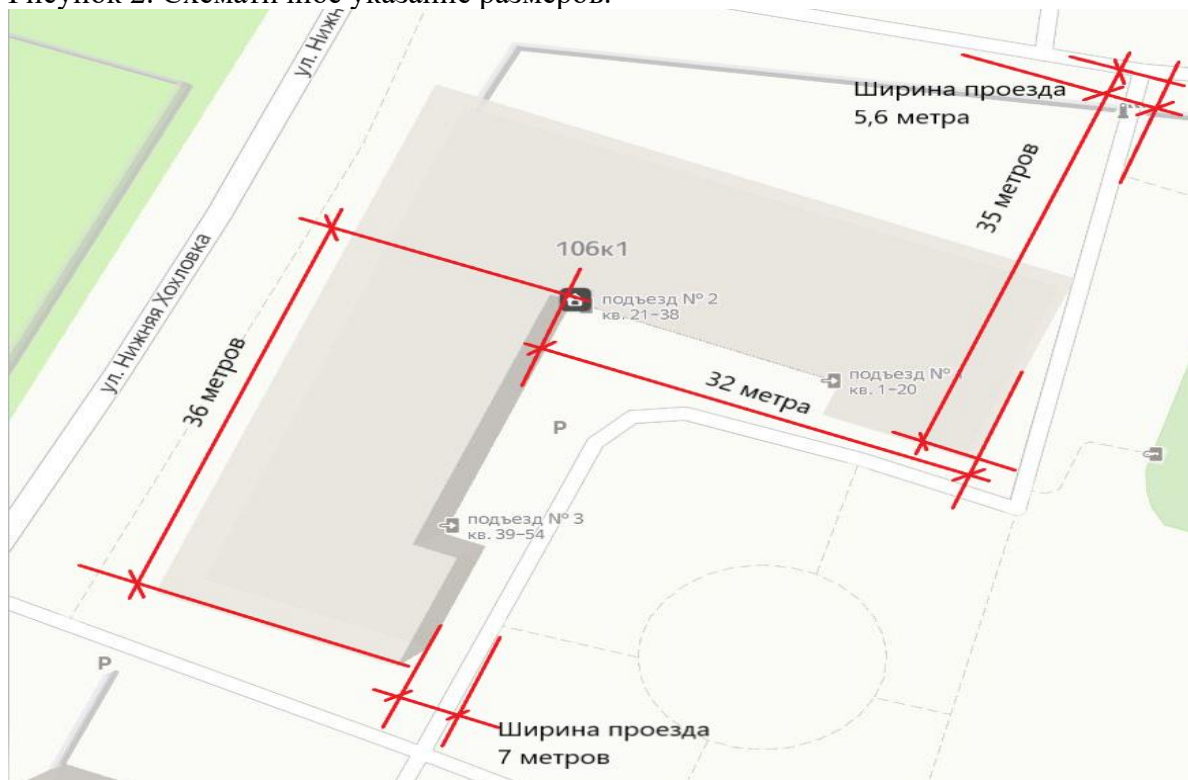 Рисунок 2. Схематичное указание размеров.
ул. Нижн
Ширина проезда
5,6 метра
35 метров
106к1
подъезд № 2
кв. 21-38
ул. Нижняя Хохловка
36 метров
32 метра
подъезд №
кв. 1-20
P
подъезд № 3
кв. 39-54
P
Ширина проезда
7 метров